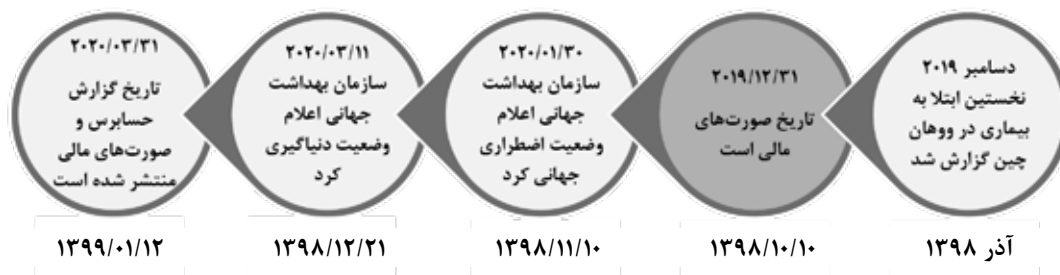 دسامبر ۲۰۱۹
نخستین ابتلا به
بیماری در ووهان
چین گزارش شد
آذر ۱۳۹۸
۲۰۱۹/۱۲/۳۱
تاریخ صورت‌های
مالی است
۱۳۹۸/۱۰/۱۰
۲۰۲۰/۰۱/۳۰
سازمان بهداشت
جهانی اعلام
وضعیت اضطراری
جهانی کرد
۱۳۹۸/۱۱/۱۰
۲۰۲۰/۰۳/۱۱
سازمان بهداشت
جهانی اعلام
وضعیت دنیاگیری
کرد
۱۳۹۸/۱۲/۲۱
۲۰۲۰/۰۳/۳۱
تاریخ گزارش
حسابرس و
صورت‌های مالی
منتشر شده است
۱۳۹۹/۰۱/۱۲